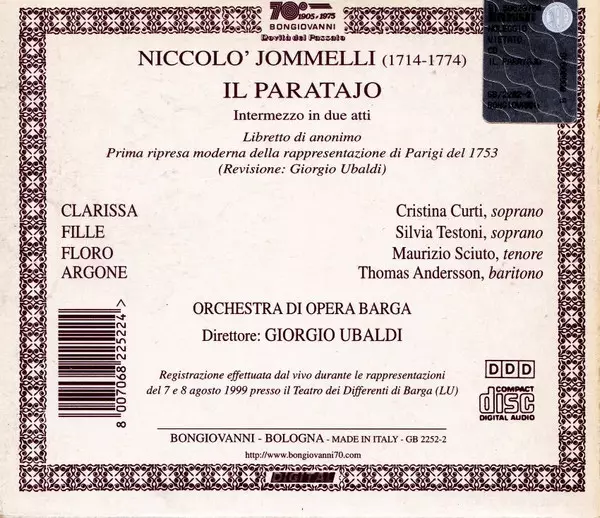 70° 1905-1975
BONGIOVANNI
Rovità del Passato
NICCOLO' JOMMELLI (1714-1774)
IL PARATAJO
Intermezzo in due atti
Libretto di anonimo
Prima ripresa moderna della rappresentazione di Parigi del 1753
(Revisione: Giorgio Ubaldi)
CLARISSA Cristina Curti, soprano
FILLE Silvia Testoni, soprano
FLORO Maurizio Sciuto, tenore
ARGONE Thomas Andersson, baritono
ORCHESTRA DI OPERA BARGA
Direttore: GIORGIO UBALDI
Registrazione effettuata dal vivo durante le rappresentazioni
del 7 e 8 agosto 1999 presso il Teatro dei Differenti di Barga (LU)
8 007068 225224 >
DDD
COMPACT
disc
DIGITAL AUDIO
BONGIOVANNI - BOLOGNA - MADE IN ITALY - GB 2252-2
http://www.bongiovanni70.com
DIGITAL